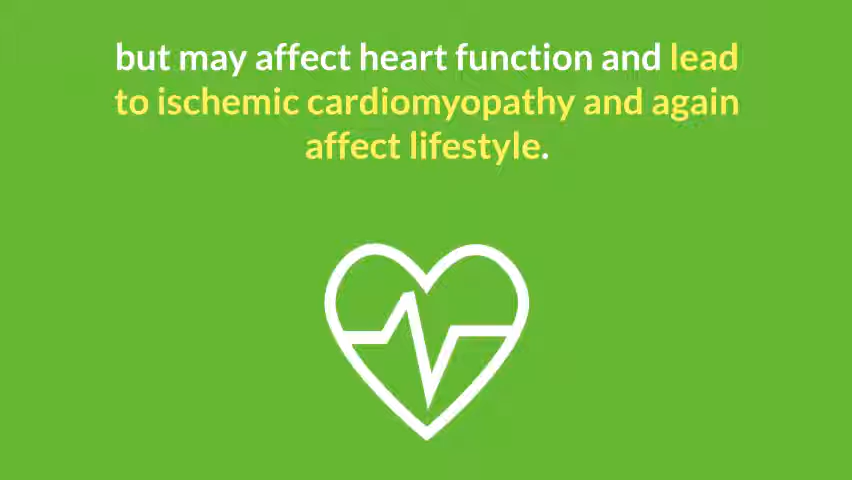 but may affect heart function and lead
to ischemic cardiomyopathy and again
affect lifestyle.